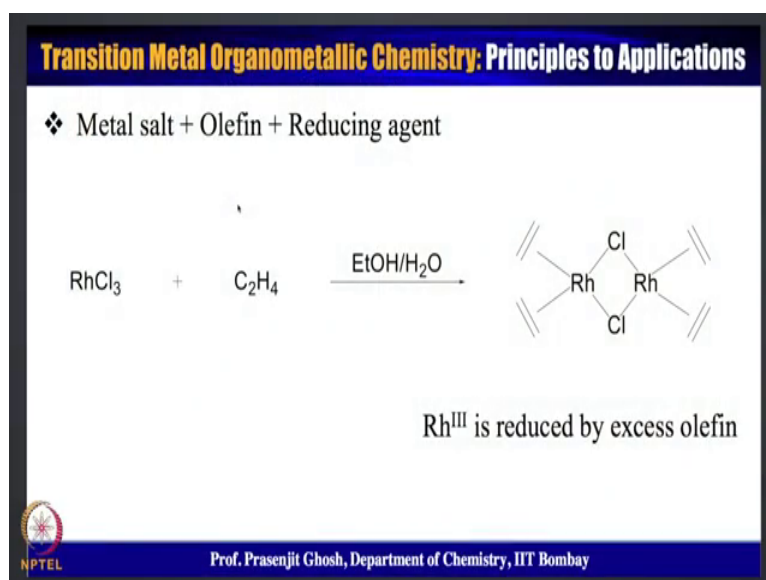 Transition Metal Organometallic Chemistry: Principles to Applications
❖ Metal salt + Olefin + Reducing agent
RhCl₃ + C₂H₄ EtOH/H₂O
Cl
Rh Rh
Cl
Rhᴵᴵᴵ is reduced by excess olefin
NPTEL
Prof. Prasenjit Ghosh, Department of Chemistry, IIT Bombay